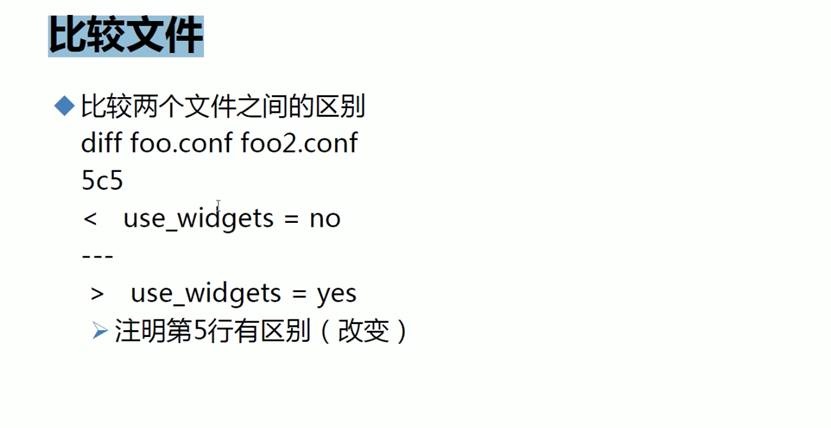 比较文件
比较两个文件之间的区别
diff foo.conf foo2.conf
5c5
< use_widgets = no
---
> use_widgets = yes
注明第5行有区别（改变）